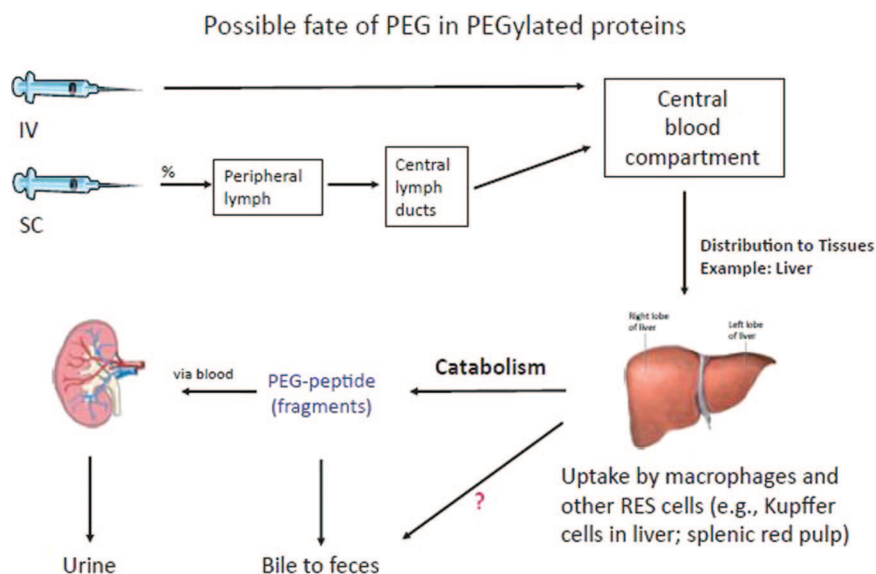 Possible fate of PEG in PEGylated proteins
IV
Central
blood
compartment
SC
%
Peripheral
lymph
Central
lymph
ducts
Distribution to Tissues
Example: Liver
Right lobe
of liver
Left lobe
of liver
Catabolism
via blood
PEG-peptide
(fragments)
?
Uptake by macrophages and
other RES cells (e.g., Kupffer
cells in liver; splenic red pulp)
Urine
Bile to feces